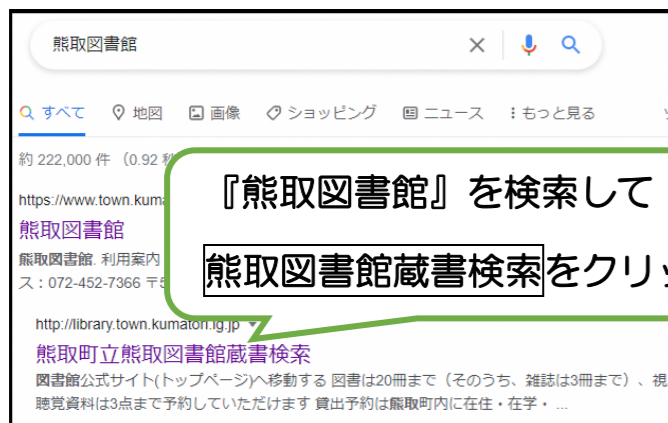 熊取図書館
すべて 地図 画像 ショッピング ニュース もっと見る
約 222,000 件 (0.92
https://www.town.kuma
熊取図書館
熊取図書館. 利用案内
ス：072-452-7366 〒
『熊取図書館』を検索して
熊取図書館蔵書検索をクリッ
http://library.town.kumatori.lg.jp
熊取町立熊取図書館蔵書検索
図書館公式サイト(トップページ)へ移動する 図書は20冊まで（そのうち、雑誌は3冊まで）、視
聴覚資料は3点まで予約していただけます 貸出予約は熊取町内に在住・在学・ ...